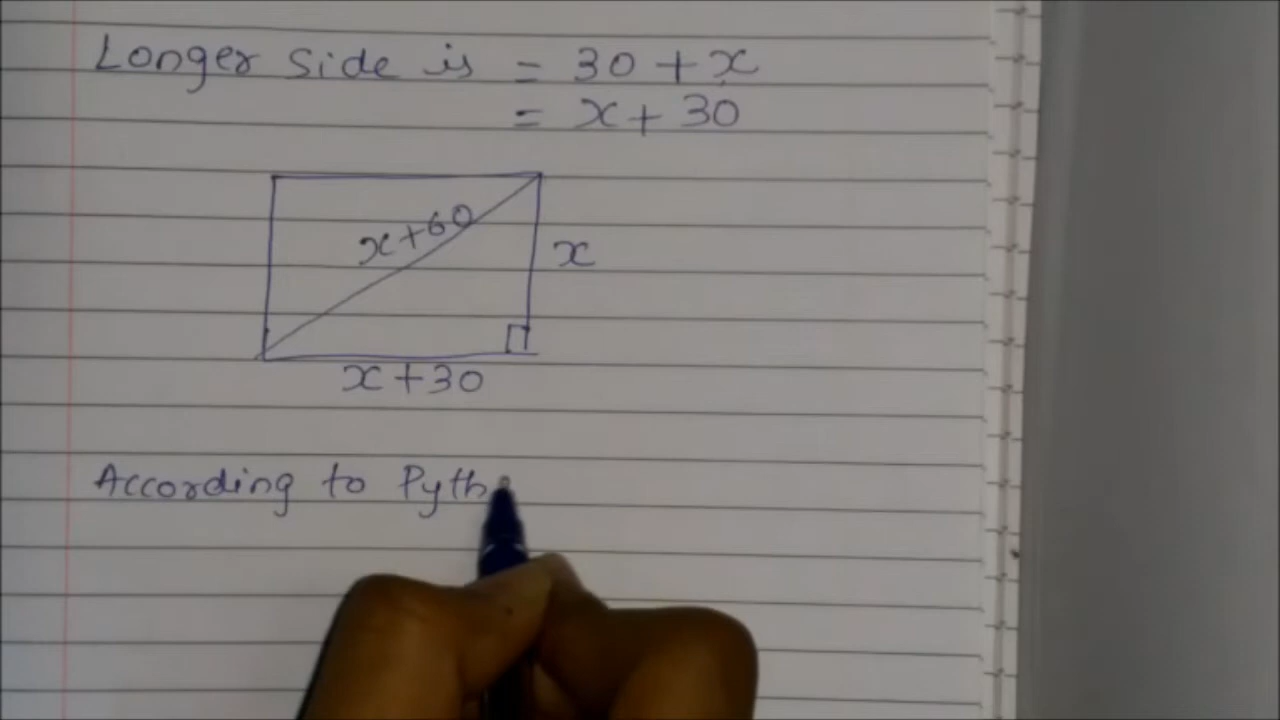 Longer side is = 30 + x
= x + 30
x + 60
x
x + 30
According to Pyth